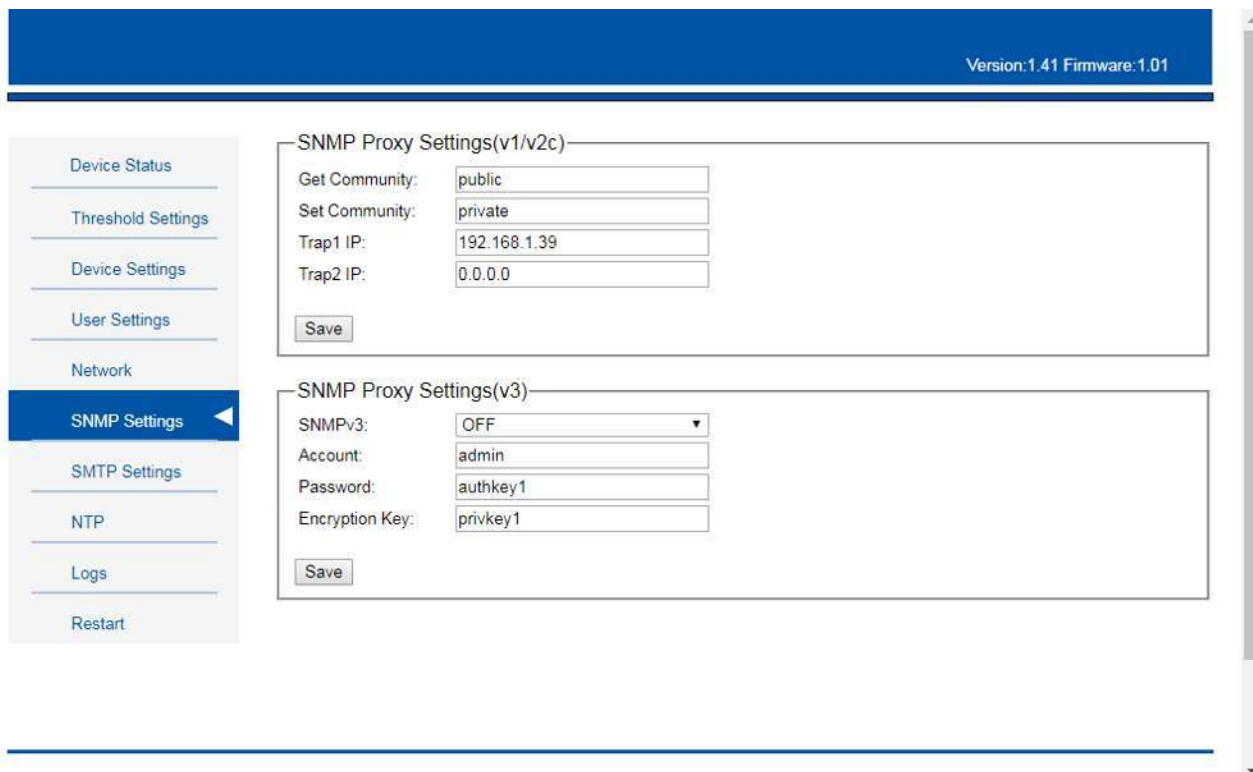 Version:1.41 Firmware:1.01
Device Status
Threshold Settings
Device Settings
User Settings
Network
SNMP Settings
SMTP Settings
NTP
Logs
Restart
SNMP Proxy Settings(v1/v2c)
Get Community: public
Set Community: private
Trap1 IP: 192.168.1.39
Trap2 IP: 0.0.0.0
Save
SNMP Proxy Settings(v3)
SNMPv3: OFF
Account: admin
Password: authkey1
Encryption Key: privkey1
Save